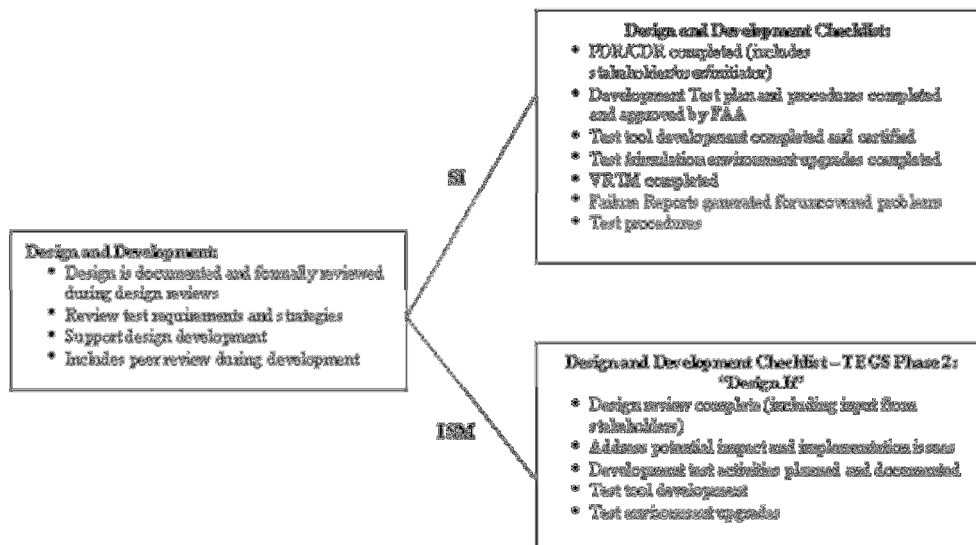 Design and Development Checklist:
* PDR/CDR completed (includes
stakeholder/user/initiator)
* Development Test plan and procedures completed
and approved by FAA
* Test tool development completed and certified
* Test /simulation environment upgrades completed
* VRTM completed
* Failure Reports generated for uncovered problems
* Test procedures
SI
Design and Development:
* Design is documented and formally reviewed
during design reviews
* Review test requirements and strategies
* Support design development
* Includes peer review during development
ISM
Design and Development Checklist – TEGS Phase 2:
“Design It”
* Design review complete (including input from
stakeholders)
* Address potential impact and implementation issues
* Development test activities planned and documented
* Test tool development
* Test environment upgrades